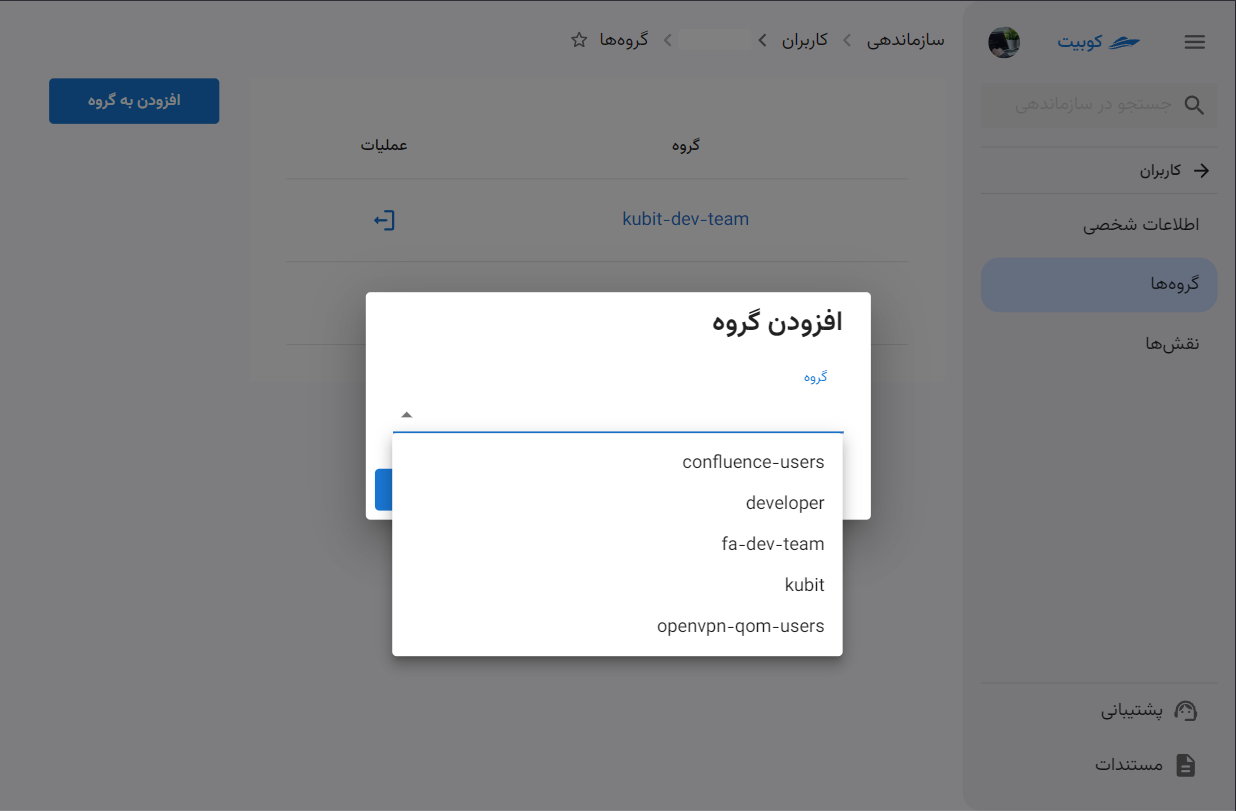 کوبیت
جستجو در سازماندهی
کاربران
اطلاعات شخصی
گروه‌ها
نقش‌ها
پشتیبانی
مستندات
سازماندهی
کاربران
گروه‌ها
افزودن به گروه
گروه
عملیات
kubit-dev-team
افزودن گروه
گروه
confluence-users
developer
fa-dev-team
kubit
openvpn-qom-users